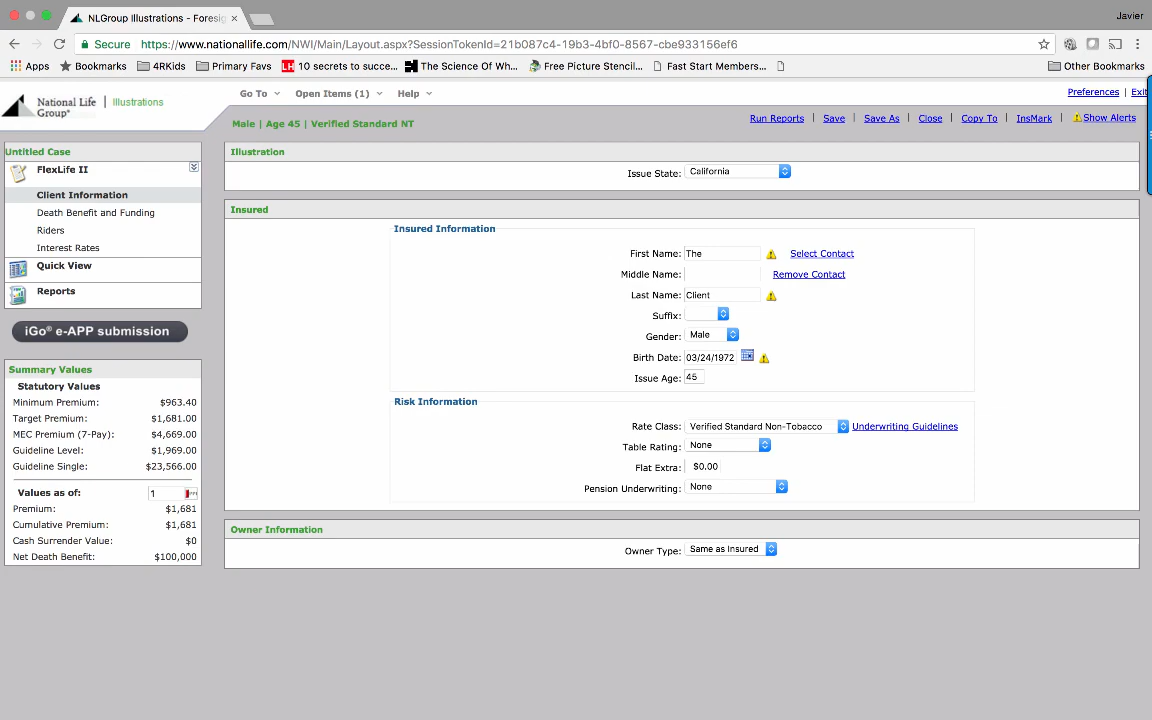 NLGroup Illustrations - Foresig
Javier
Secure https://www.nationallife.com/NWI/Main/Layout.aspx?SessionTokenId=21b087c4-19b3-4bf0-8567-cbe933156ef6
Apps Bookmarks 4RKids Primary Favs LH 10 secrets to succe... The Science Of Wh... Free Picture Stencil... Fast Start Members... Other Bookmarks
National Life Group® | Illustrations
Go To Open Items (1) Help
Preferences | Exit
Male | Age 45 | Verified Standard NT
Run Reports | Save | Save As | Close | Copy To | InsMark | Show Alerts
Untitled Case
FlexLife II
Client Information
Death Benefit and Funding
Riders
Interest Rates
Quick View
Reports
iGo® e-APP submission
Summary Values
Statutory Values
Minimum Premium: $963.40
Target Premium: $1,681.00
MEC Premium (7-Pay): $4,669.00
Guideline Level: $1,969.00
Guideline Single: $23,566.00
Values as of: 1
Premium: $1,681
Cumulative Premium: $1,681
Cash Surrender Value: $0
Net Death Benefit: $100,000
Illustration
Issue State: California
Insured
Insured Information
First Name: The Select Contact
Middle Name: Remove Contact
Last Name: Client
Suffix:
Gender: Male
Birth Date: 03/24/1972
Issue Age: 45
Risk Information
Rate Class: Verified Standard Non-Tobacco Underwriting Guidelines
Table Rating: None
Flat Extra: $0.00
Pension Underwriting: None
Owner Information
Owner Type: Same as Insured